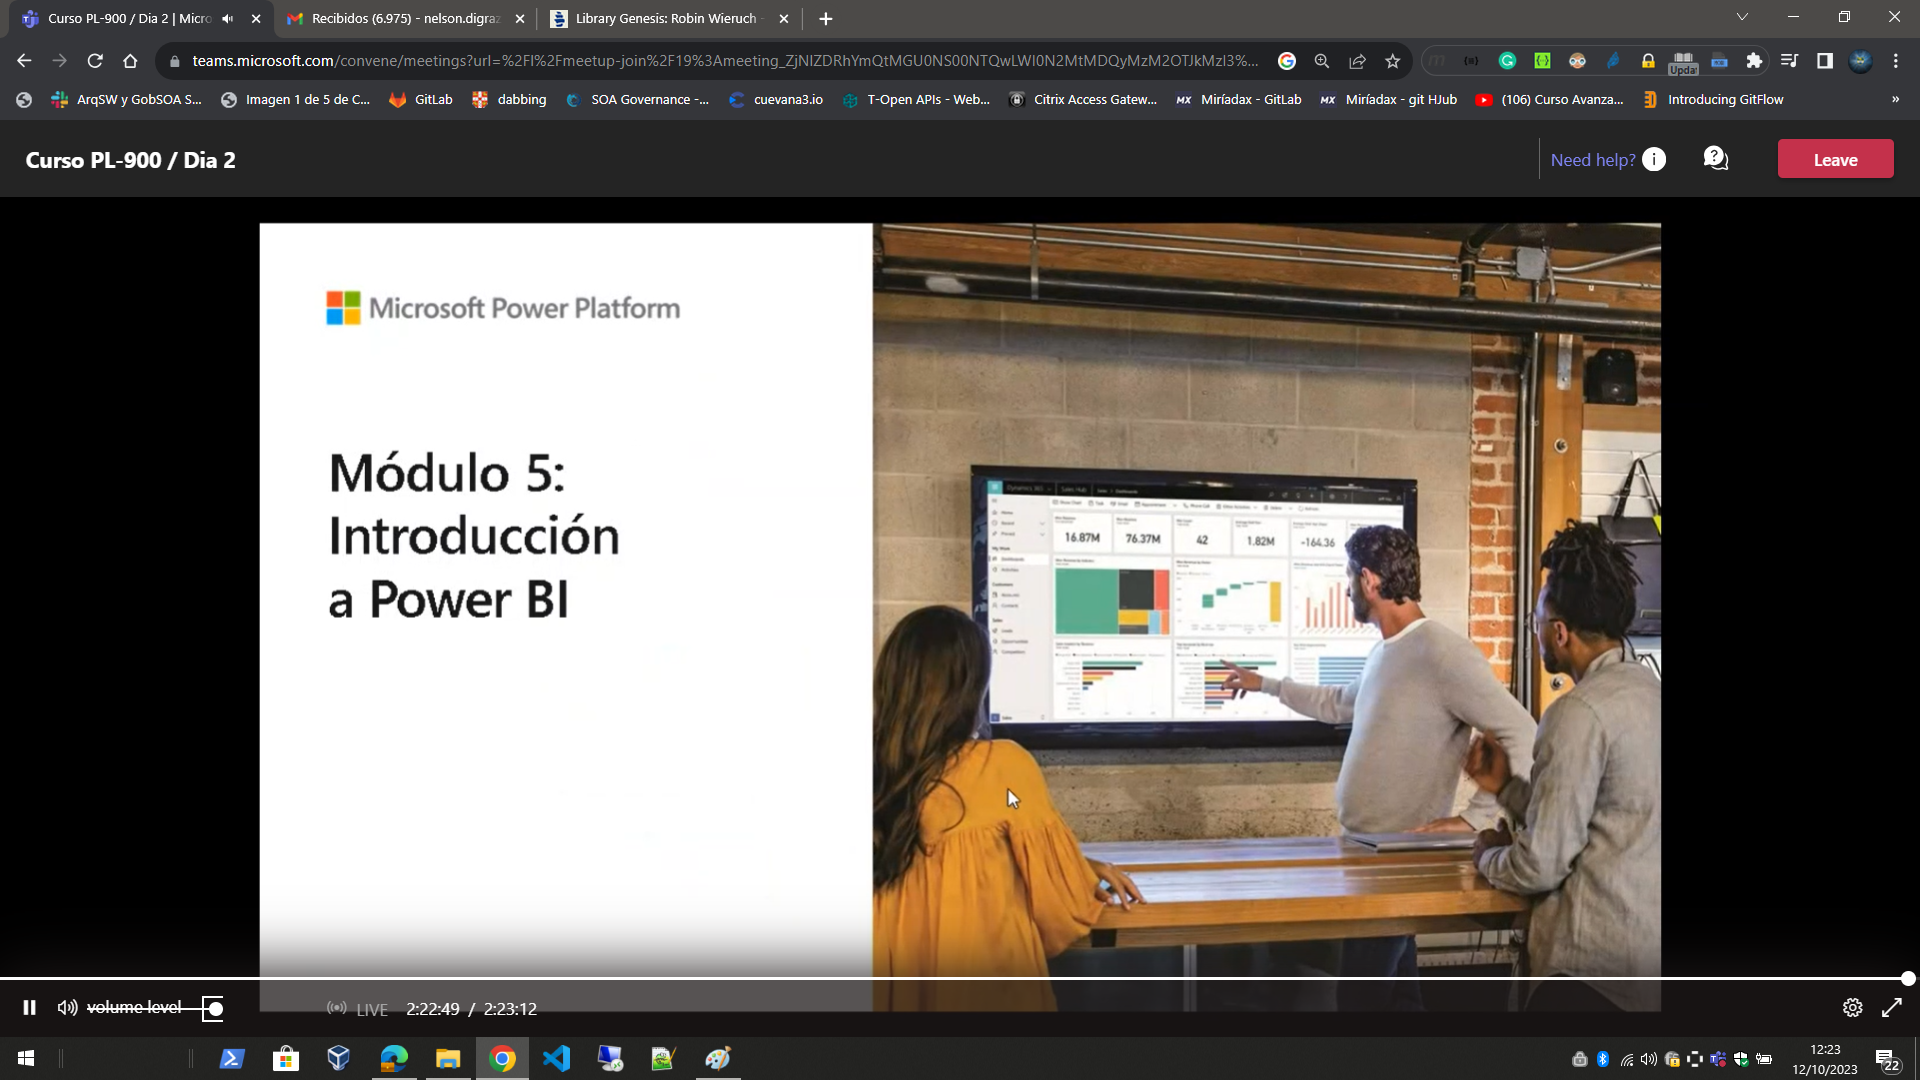 Curso PL-900 / Dia 2 | Micro
Recibidos (6.975) - nelson.digraz
Library Genesis: Robin Wieruch -
teams.microsoft.com/convene/meetings?url=%2Fl%2Fmeetup-join%2F19%3Ameeting_ZjNlZDRhYmQtMGU0NS00NTQwLWI0N2MtMDQyMzM2OTJkMzI3%...
Upda
ArqSW y GobSOA S...
Imagen 1 de 5 de C...
GitLab
dabbing
SOA Governance -...
cuevana3.io
T-Open APIs - Web...
Citrix Access Gatew...
Miríadax - GitLab
Miríadax - git HJub
(106) Curso Avanza...
Introducing GitFlow
»
Curso PL-900 / Dia 2
Need help?
Leave
Microsoft Power Platform
Módulo 5:
Introducción
a Power BI
16.87M
76.37M
42
1.82M
-164.36
volume level
LIVE
2:22:49 / 2:23:12
12:23
12/10/2023
22